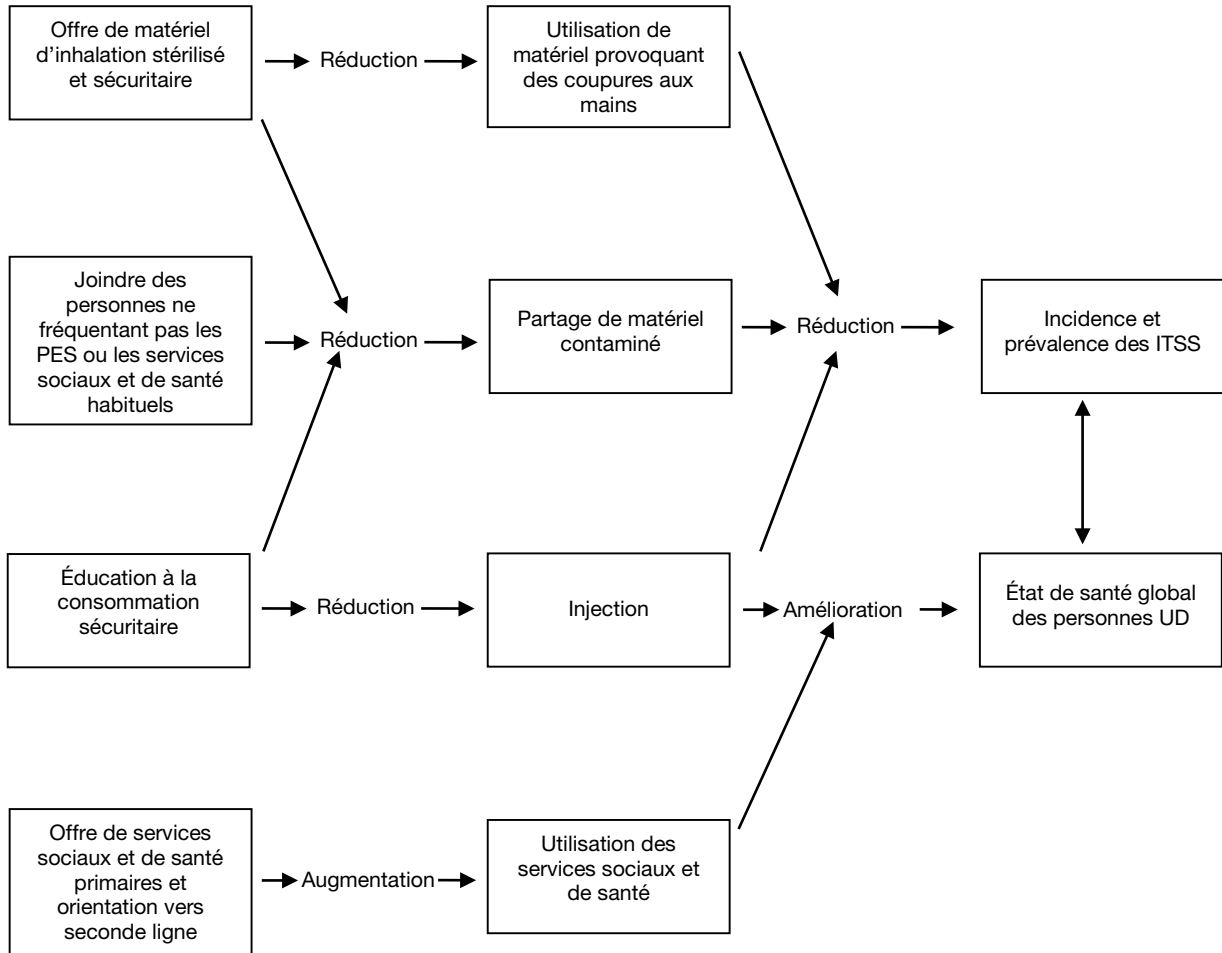 Offre de matériel
d'inhalation stérilisé
et sécuritaire
Réduction
Utilisation de
matériel provoquant
des coupures aux
mains
Joindre des
personnes ne
fréquentant pas les
PES ou les services
sociaux et de santé
habituels
Réduction
Partage de matériel
contaminé
Réduction
Incidence et
prévalence des ITSS
Éducation à la
consommation
sécuritaire
Réduction
Injection
Amélioration
État de santé global
des personnes UD
Offre de services
sociaux et de santé
primaires et
orientation vers
seconde ligne
Augmentation
Utilisation des
services sociaux et
de santé